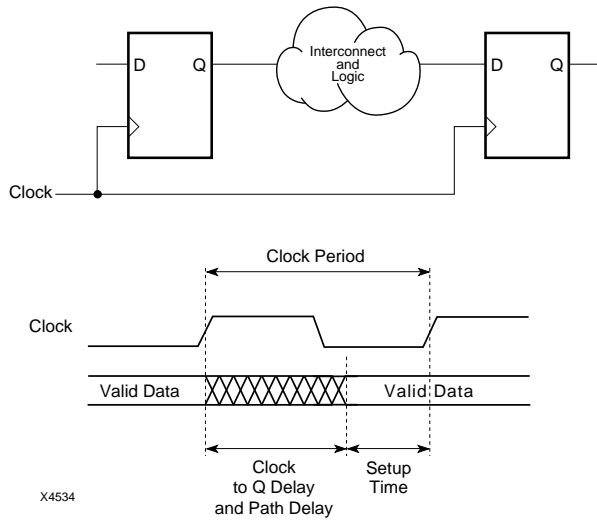 D Q
Interconnect
and
Logic
D Q
Clock
Clock Period
Clock
Valid Data
Valid Data
Clock
to Q Delay
and Path Delay
Setup
Time
X4534